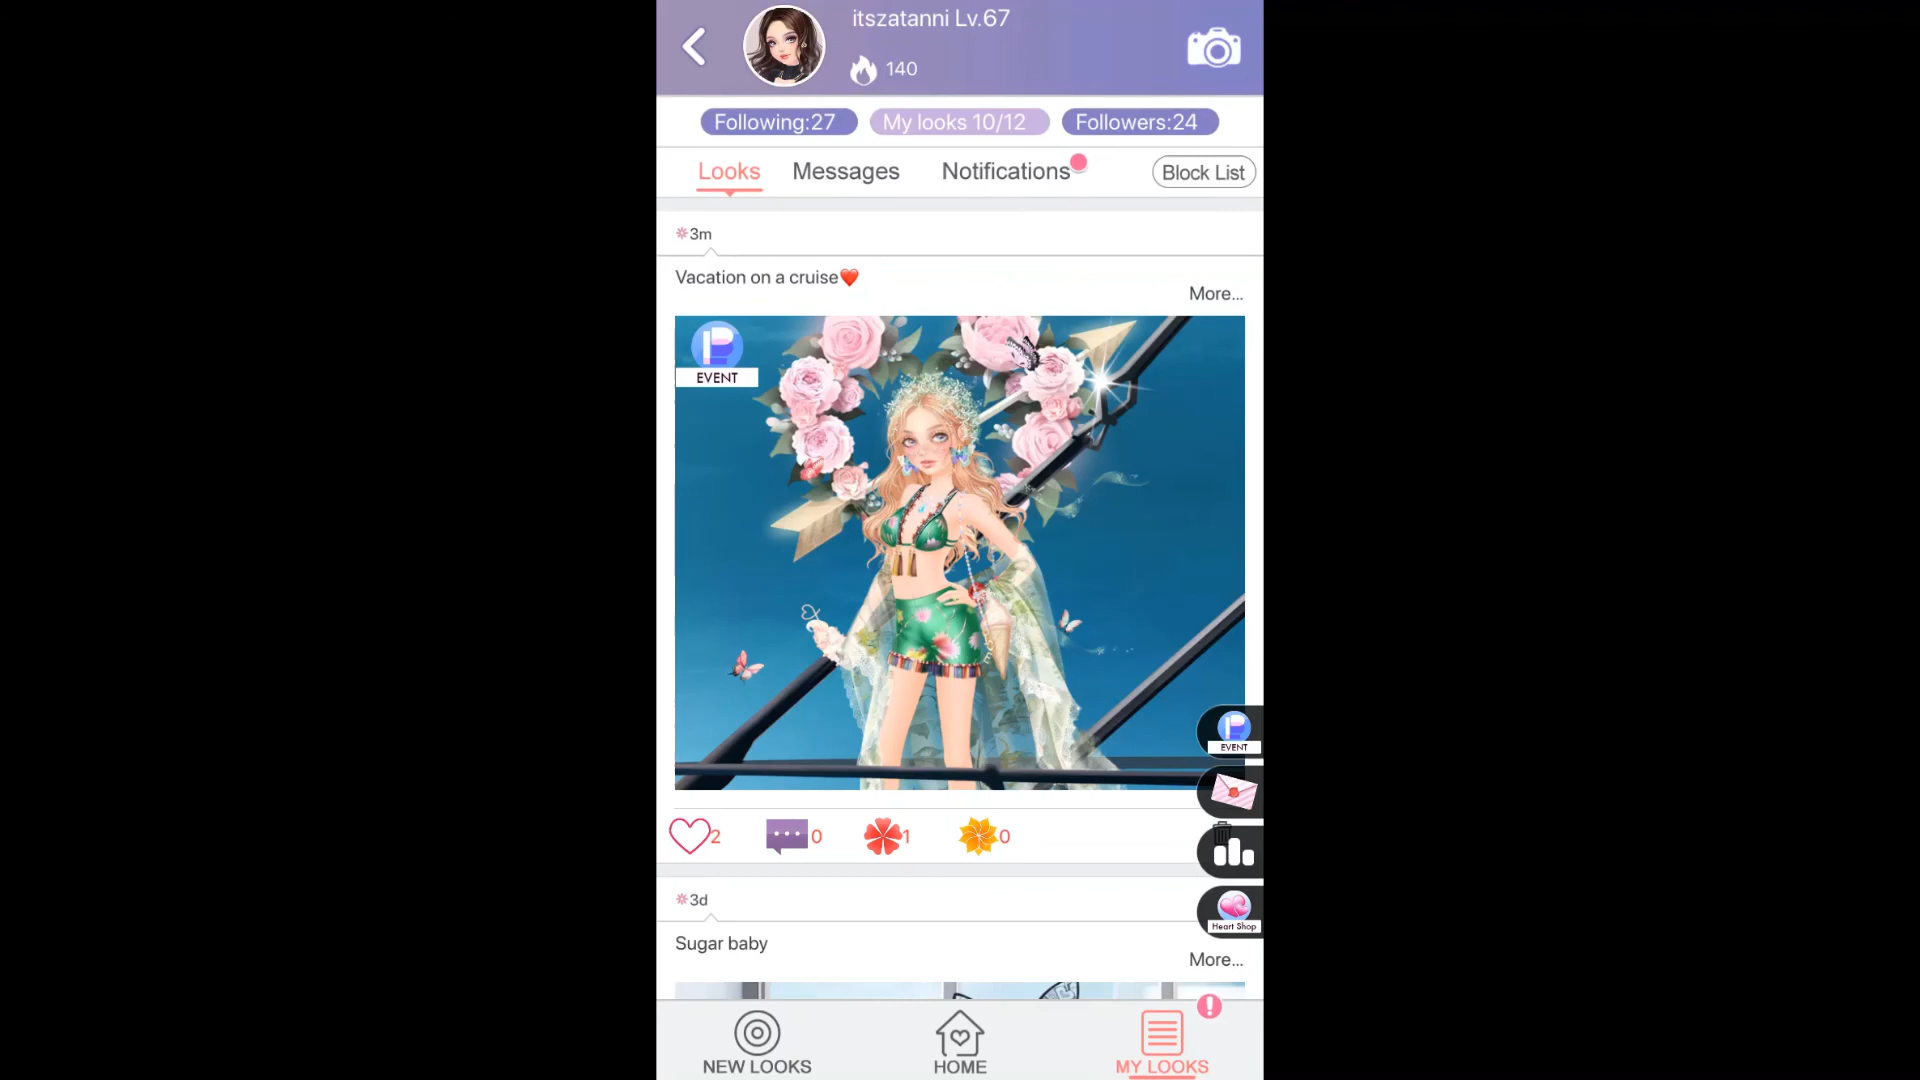 itszatanni Lv.67
140
Following:27
My looks 10/12
Followers:24
Looks
Messages
Notifications
Block List
3m
Vacation on a cruise❤️
More...
EVENT
EVENT
2
0
1
0
Heart Shop
3d
Sugar baby
More...
NEW LOOKS
HOME
MY LOOKS